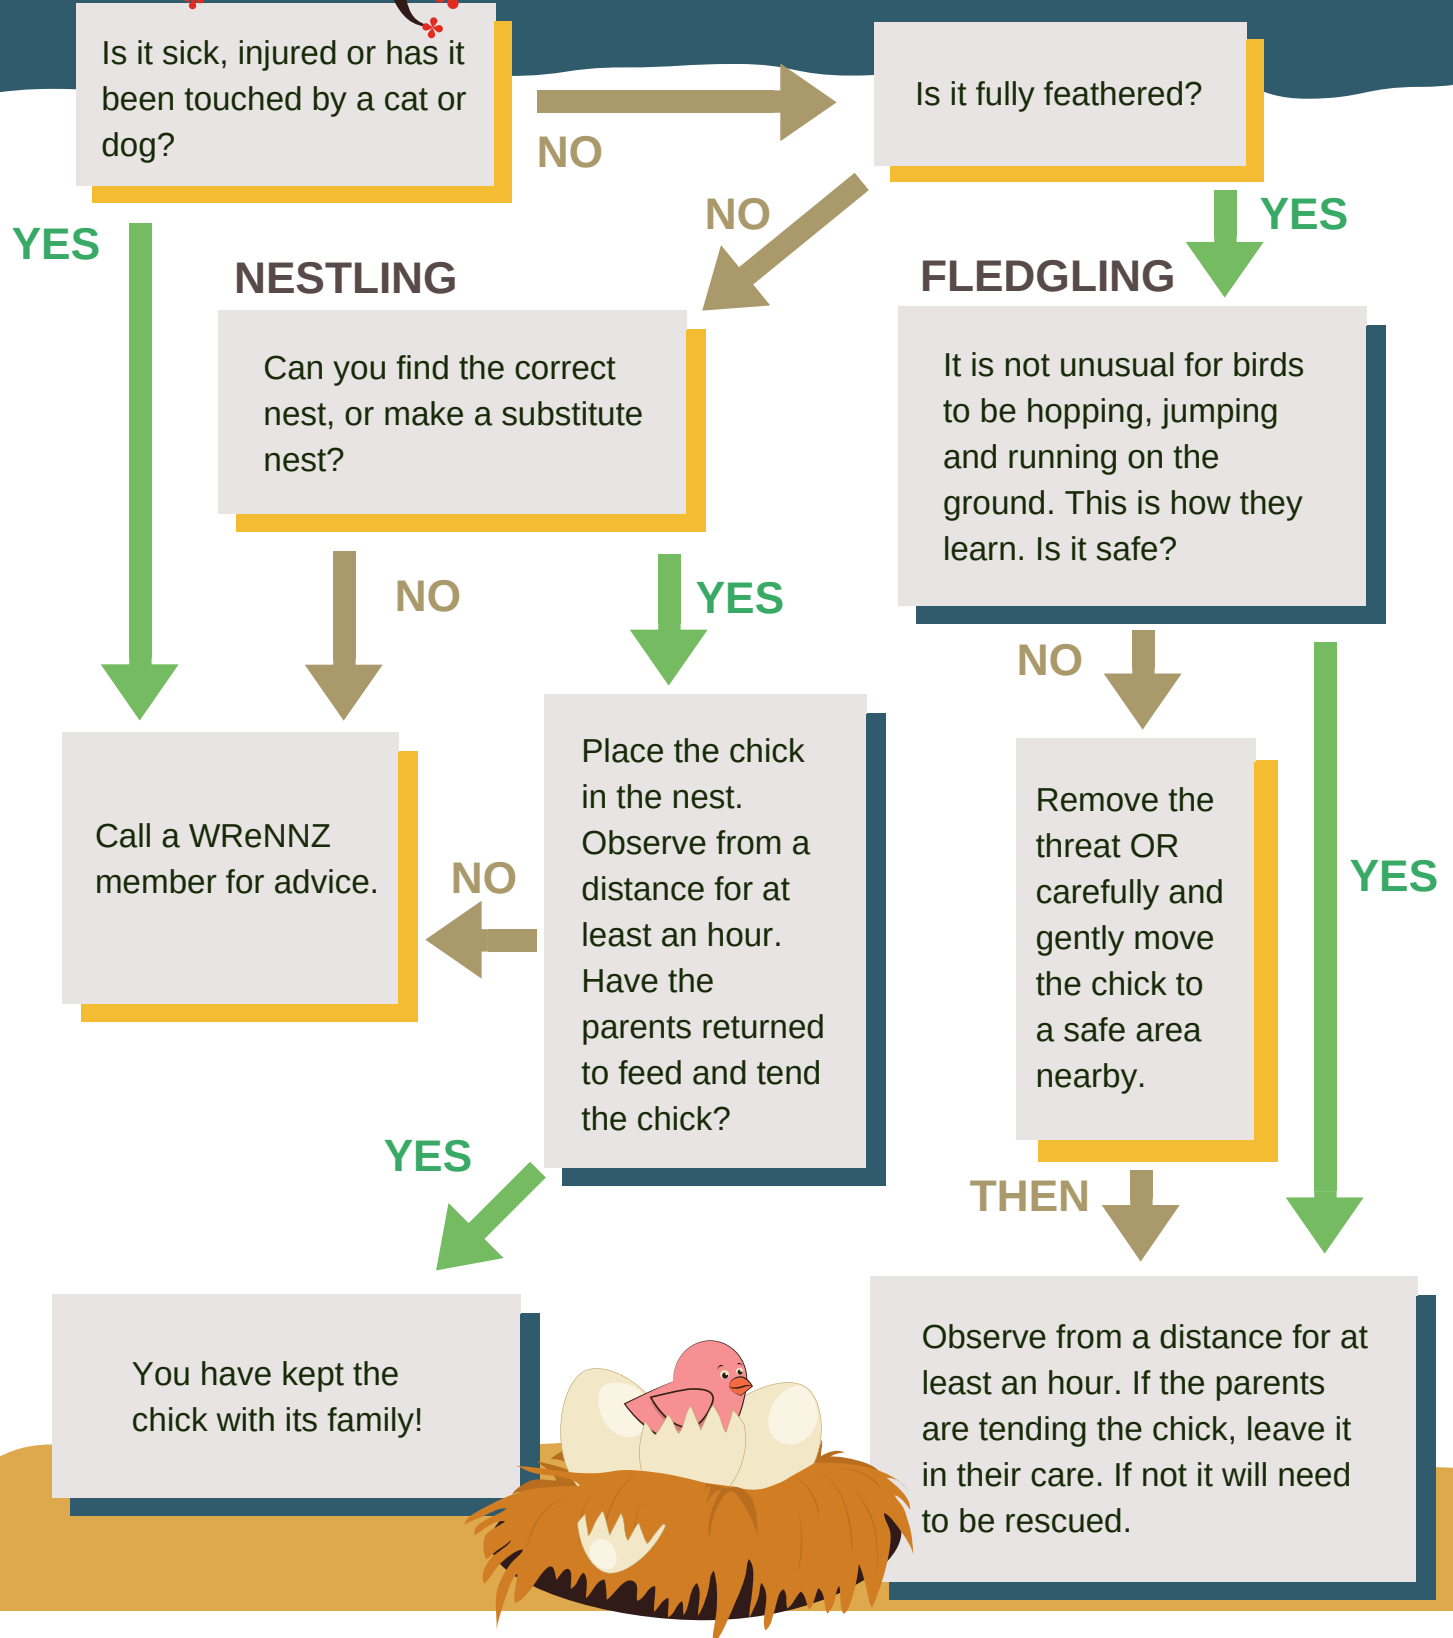 Is it sick, injured or has it
been touched by a cat or
dog?
NO
Is it fully feathered?
NO
YES
YES
NESTLING
FLEDGLING
Can you find the correct
nest, or make a substitute
nest?
It is not unusual for birds
to be hopping, jumping
and running on the
ground. This is how they
learn. Is it safe?
NO
YES
NO
YES
Call a WReNNZ
member for advice.
NO
Place the chick
in the nest.
Observe from a
distance for at
least an hour.
Have the
parents returned
to feed and tend
the chick?
Remove the
threat OR
carefully and
gently move
the chick to
a safe area
nearby.
YES
THEN
You have kept the
chick with its family!
Observe from a distance for at
least an hour. If the parents
are tending the chick, leave it
in their care. If not it will need
to be rescued.